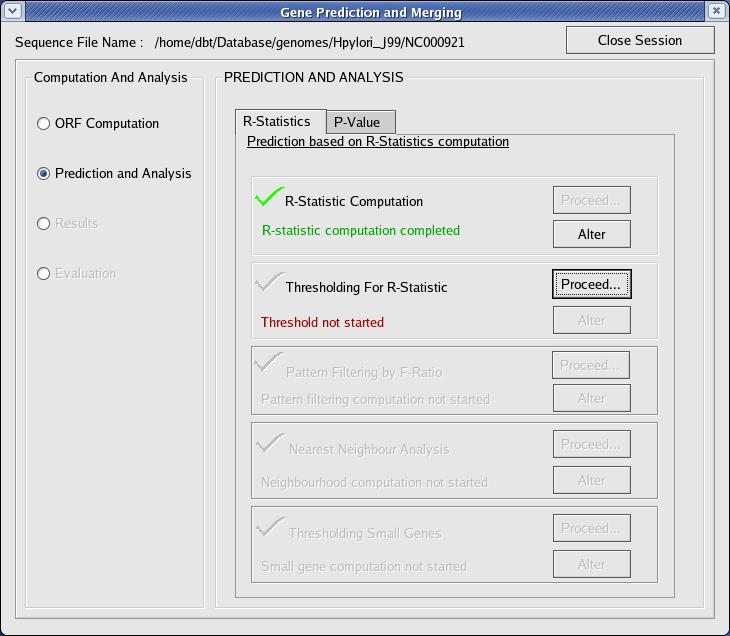 Gene Prediction and Merging
Sequence File Name : /home/dbt/Database/genomes/Hpylori_J99/NC000921
Close Session
Computation And Analysis
ORF Computation
Prediction and Analysis
Results
Evaluation
PREDICTION AND ANALYSIS
R-Statistics
P-Value
Prediction based on R-Statistics computation
R-Statistic Computation
Proceed...
R-statistic computation completed
Alter
Thresholding For R-Statistic
Proceed...
Threshold not started
Alter
Pattern Filtering by F-Ratio
Proceed...
Pattern filtering computation not started
Alter
Nearest Neighbour Analysis
Proceed...
Neighbourhood computation not started
Alter
Thresholding Small Genes
Proceed...
Small gene computation not started
Alter